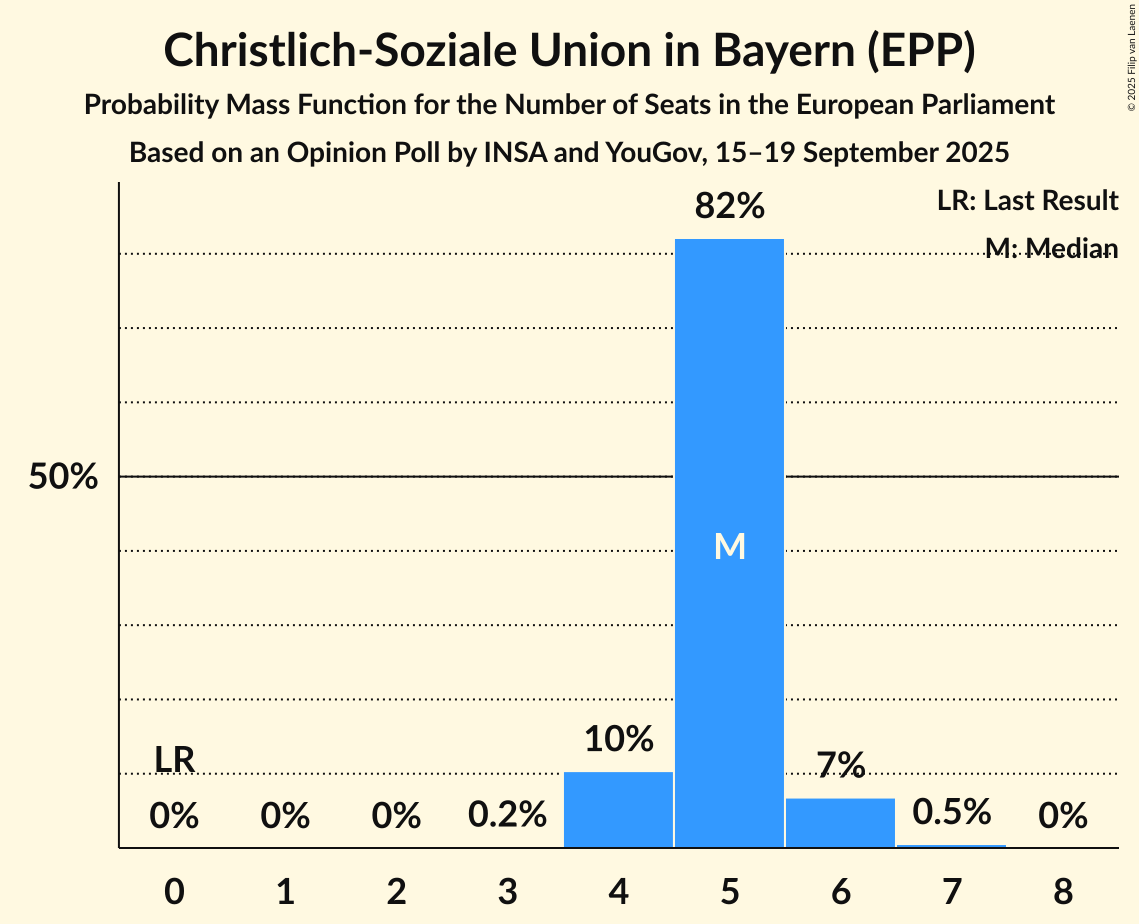 Christlich-Soziale Union in Bayern (EPP)
Probability Mass Function for the Number of Seats in the European Parliament
Based on an Opinion Poll by INSA and YouGov, 15–19 September 2025
© 2025 Filip van Laenen
LR: Last Result
M: Median
82%
50%
M
LR
10%
7%
0% 0% 0% 0.2% 0.5% 0%
0 1 2 3 4 5 6 7 8